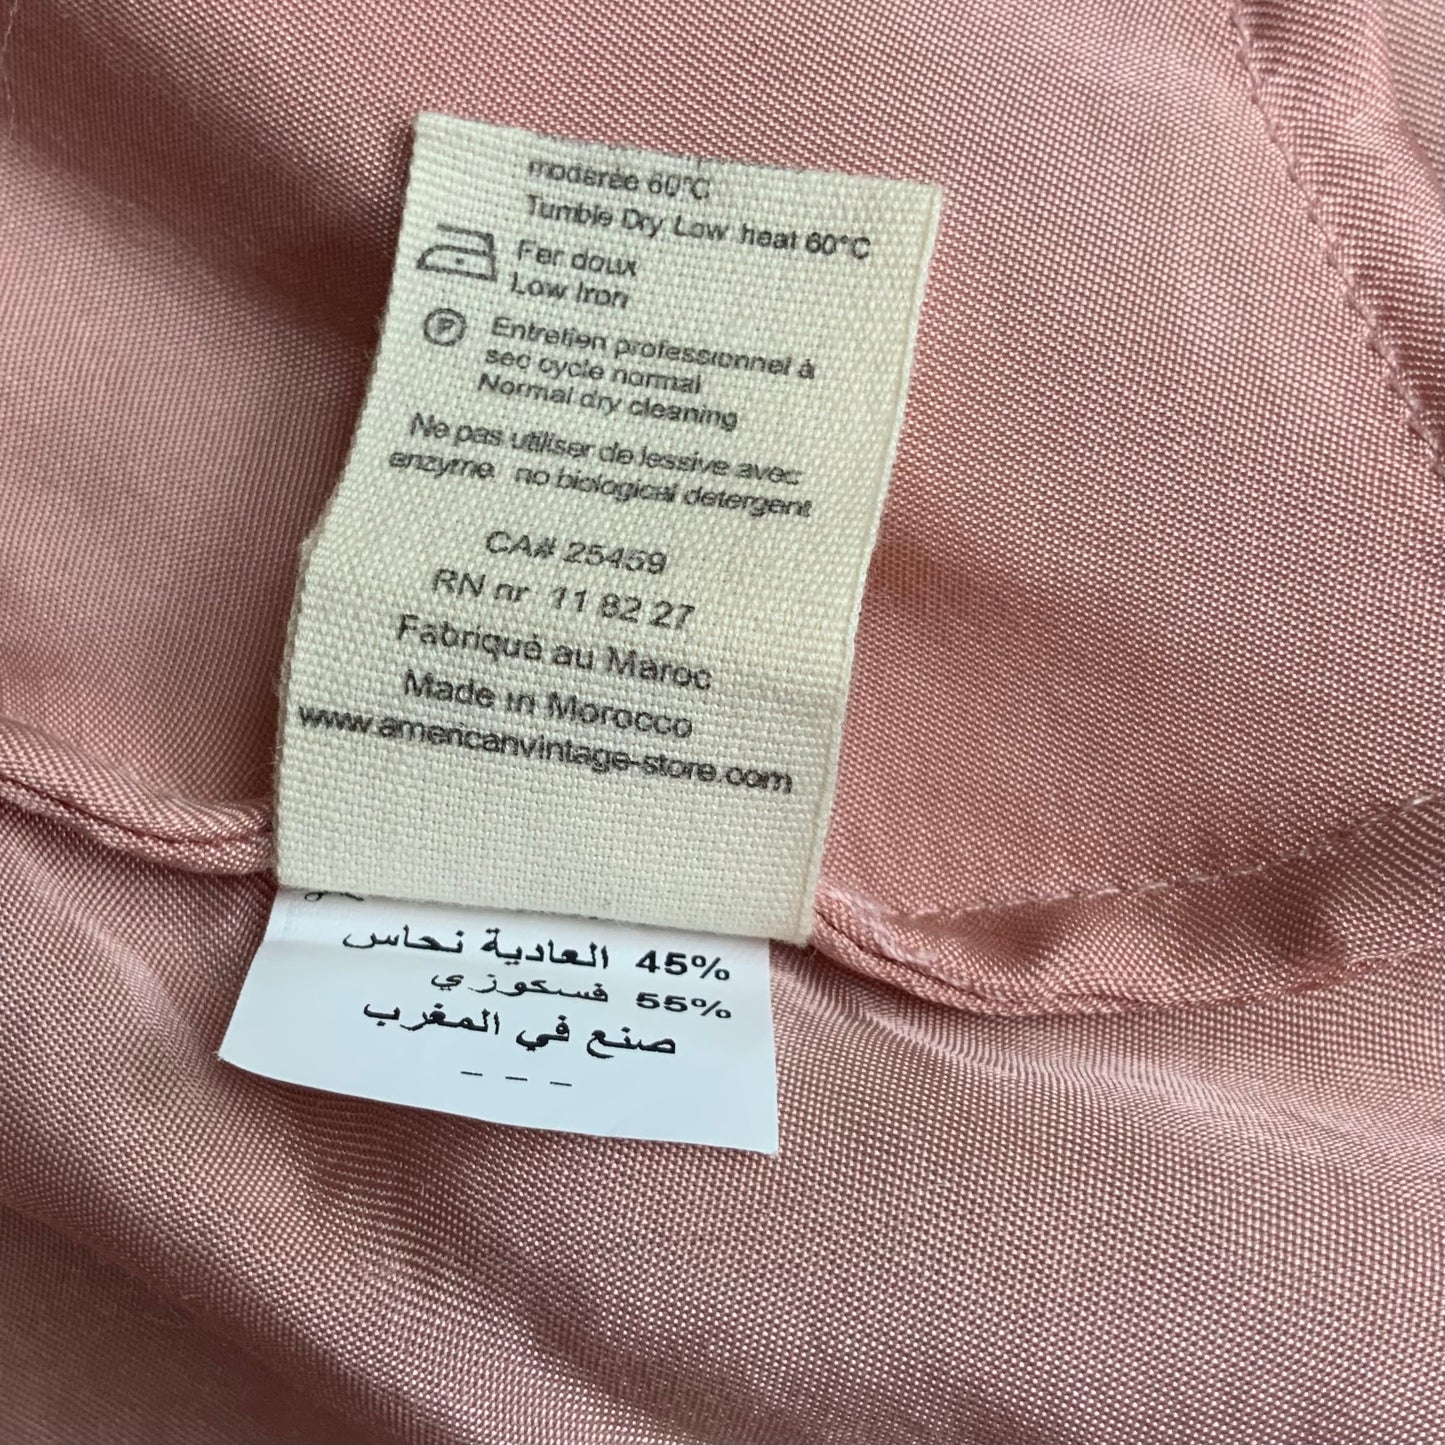 modérée 60°C
Tumble Dry Low heat 60°C
Fer doux
Low Iron
P
Entretien professionnel à
sec cycle normal
Normal dry cleaning
Ne pas utiliser de lessive avec
enzyme. no biological detergent
CA# 25459
RN nr 11 82 27
Fabriqué au Maroc
Made in Morocco
www.americanvintage-store.com
45% العادية نحاس
55% فسكوزي
صنع في المغرب
- - -